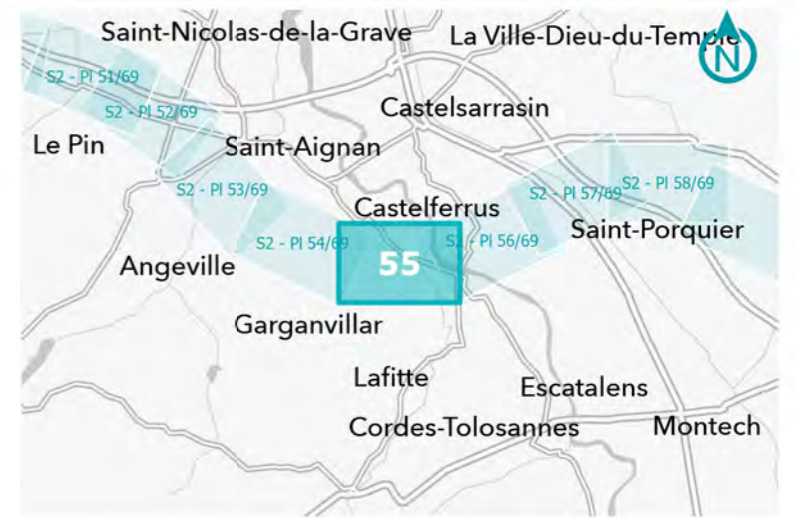 Saint-Nicolas-de-la-Grave
La Ville-Dieu-du-Temple
N
S2 - Pl 51/69
S2 - Pl 52/69
Castelsarrasin
Le Pin
Saint-Aignan
S2 - Pl 53/69
S2 - Pl 57/69
S2 - Pl 58/69
Castelferrus
Saint-Porquier
S2 - Pl 54/69
S2 - Pl 56/69
55
Angeville
Garganvillar
Lafitte
Escatalens
Cordes-Tolosannes
Montech